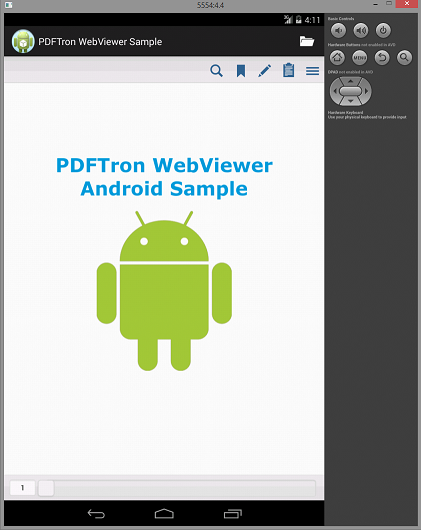 5554:4.4
3G 4:11
PDFTron WebViewer Sample
PDFTron WebViewer
Android Sample
1
Basic Controls
Hardware Buttons not enabled in AVD
MENU
DPAD not enabled in AVD
Hardware Keyboard
Use your physical keyboard to provide input